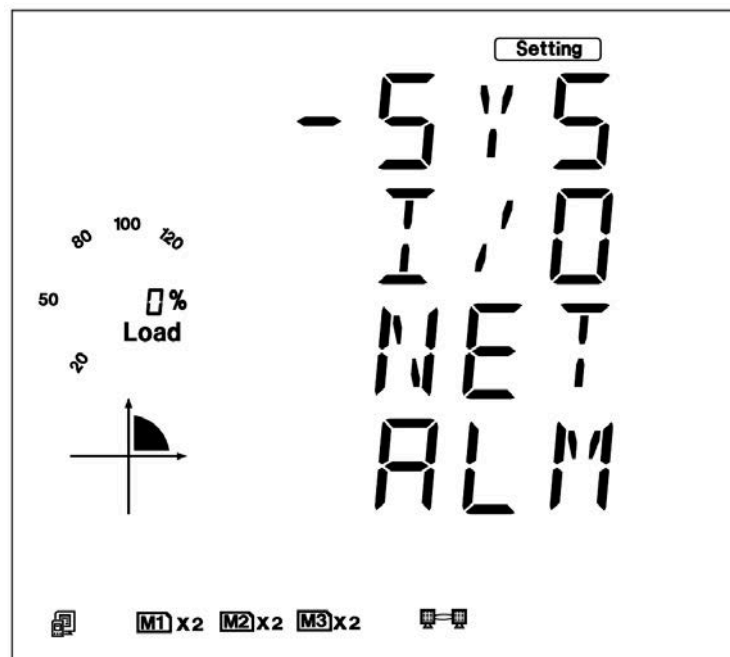 Setting
-SYS
I/O
NET
ALM
80 100 120
50
0%
Load
20
M1 X2 M2 X2 M3 X2